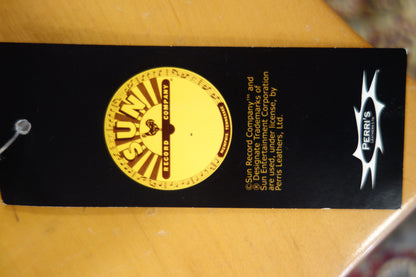 SUN
RECORD COMPANY
MEMPHIS, TENNESSEE
©Sun Record Company™ and
® Designate Trademarks of
Sun Entertainment Corporation
are used, under license, by
Perris Leathers, Ltd.
PERRI'S